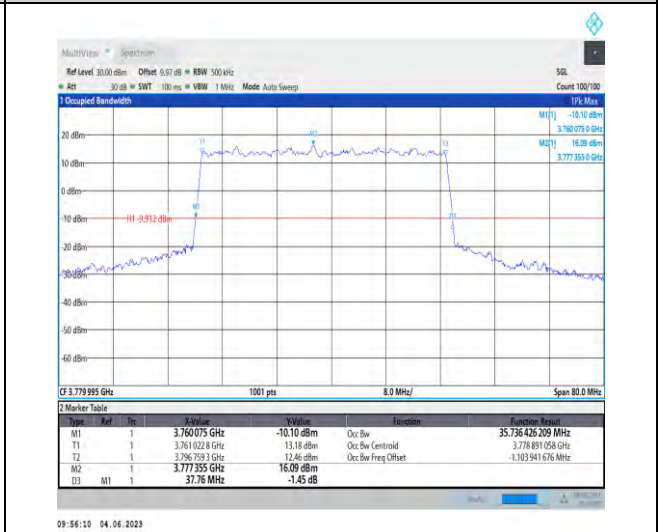 MultiView Spectrum
Ref Level 30.00 dBm Offset 9.97 dB RBW 500 kHz SGL
Att 30 dB SWT 100 ms VBW 1 MHz Mode Auto Sweep Count 100/100
1 Occupied Bandwidth 1Pk Max
M1[1] -10.10 dBm
3.760 075 0 GHz
M2[1] 16.09 dBm
3.777 355 0 GHz
20 dBm
10 dBm
0 dBm
-10 dBm
H1 -9.912 dBm
-20 dBm
-30 dBm
-40 dBm
-50 dBm
-60 dBm
T1
M2
T2
M1
D3
CF 3.779 995 GHz 1001 pts 8.0 MHz/ Span 80.0 MHz
2 Marker Table
Type Ref Trc X-Value Y-Value Function Function Result
M1 1 3.760 075 GHz -10.10 dBm Occ Bw 35.736 426 209 MHz
T1 1 3.761 022 8 GHz 13.18 dBm Occ Bw Centroid 3.778 891 058 GHz
T2 1 3.796 759 3 GHz 12.46 dBm Occ Bw Freq Offset -1.103 941 676 MHz
M2 1 3.777 355 GHz 16.09 dBm
D3 M1 1 37.76 MHz -1.45 dB
09:56:10 04.06.2023